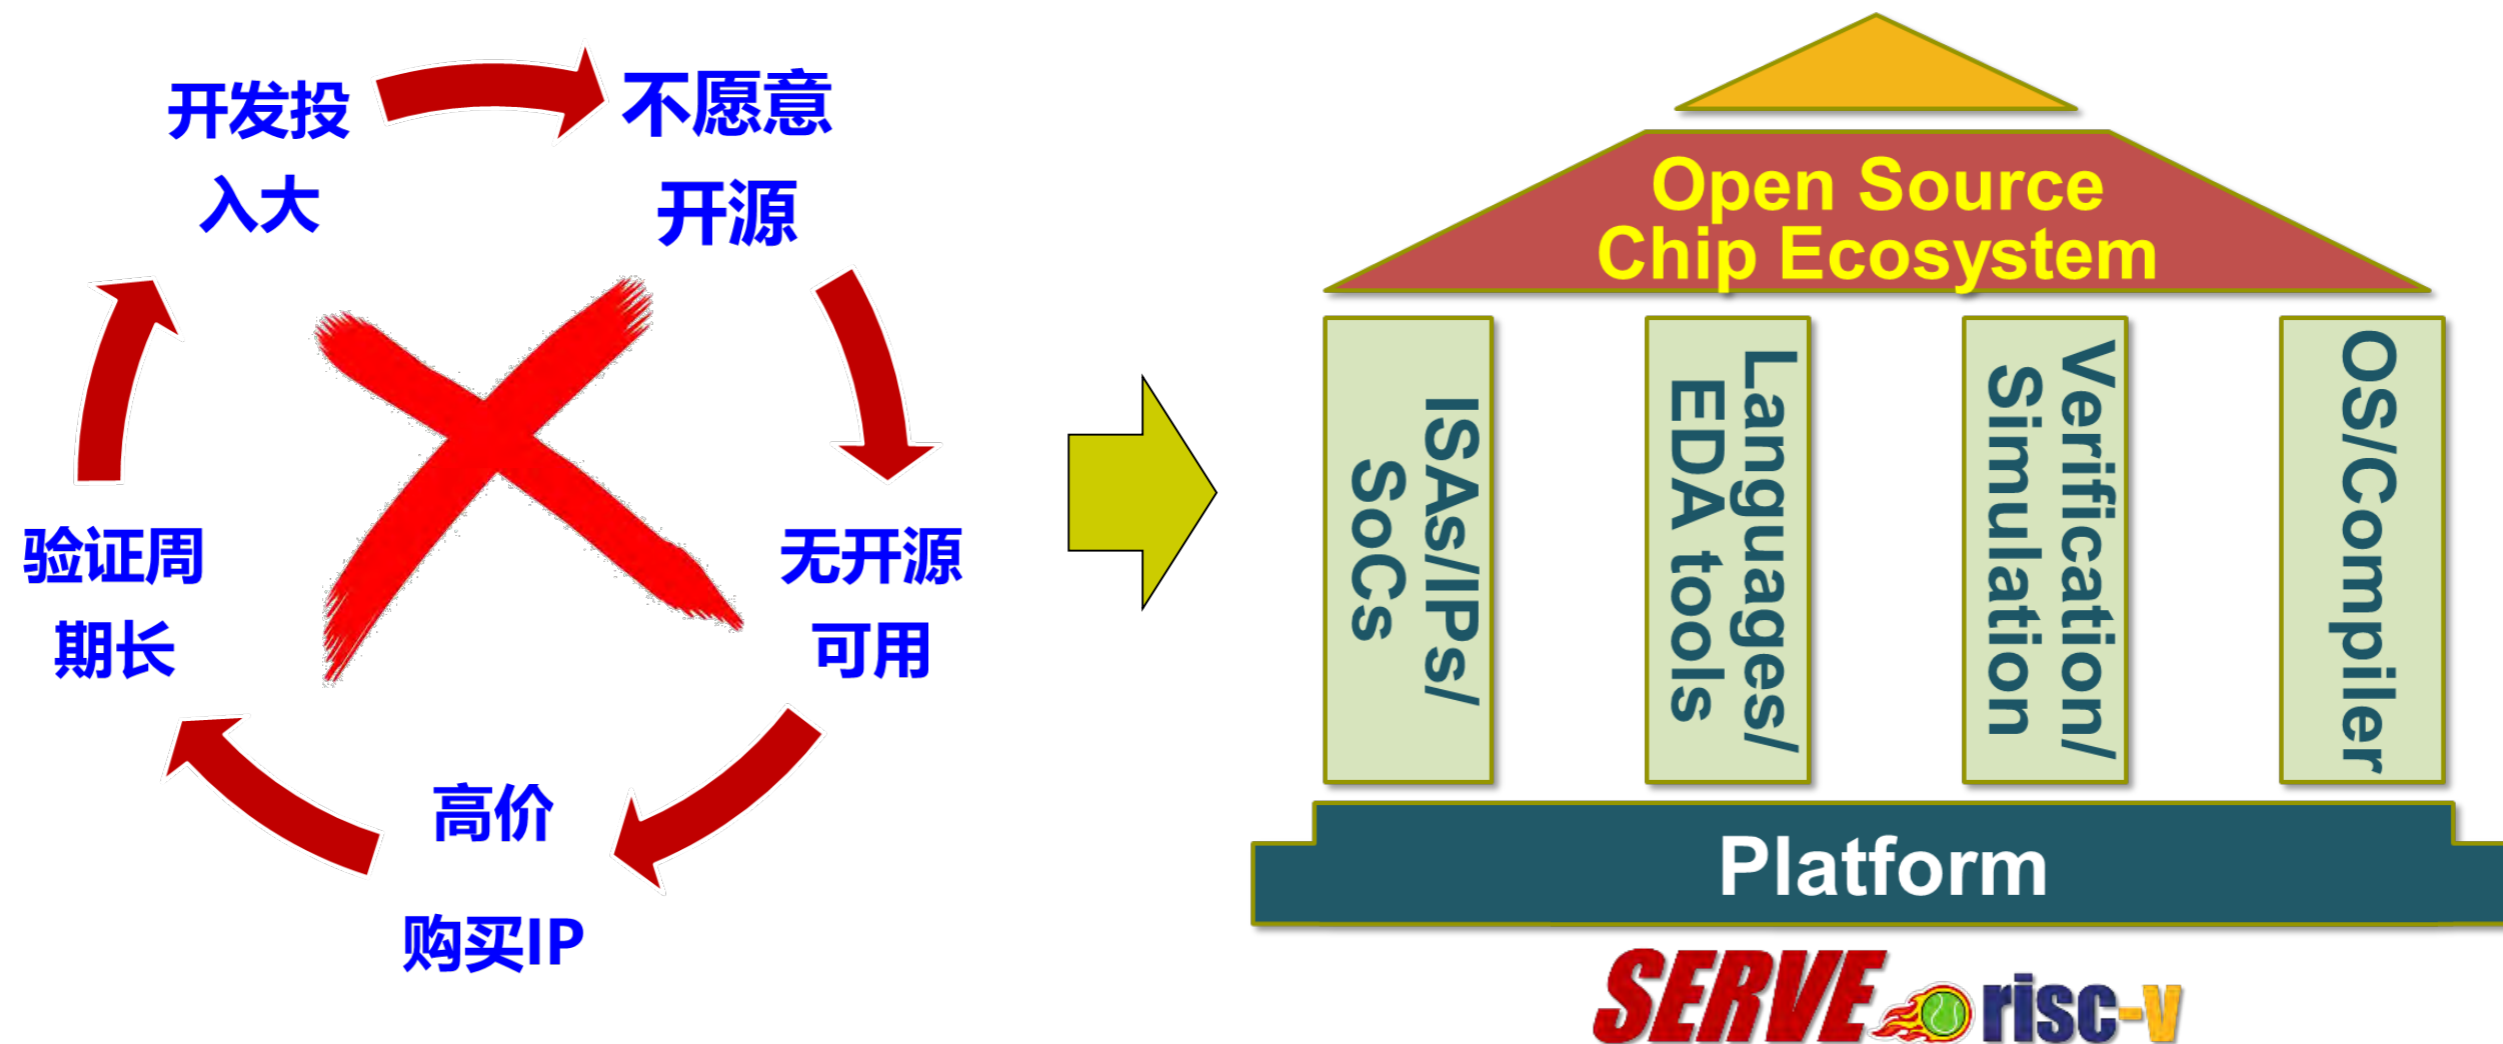 开发投
入大
不愿意
开源
无开源
可用
高价
购买IP
验证周
期长
Open Source
Chip Ecosystem
ISAs/IPs/
SoCs
Languages/
EDA tools
Verification/
Simulation
OS/Compiler
Platform
SERVE risc-v